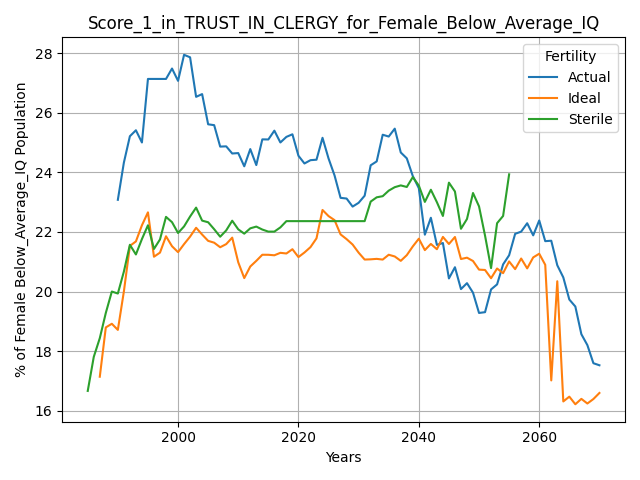 Score_1_in_TRUST_IN_CLERGY_for_Female_Below_Average_IQ
% of Female Below_Average_IQ Population
28
26
24
22
20
18
16
Fertility
Actual
Ideal
Sterile
2000
2020
2040
2060
Years